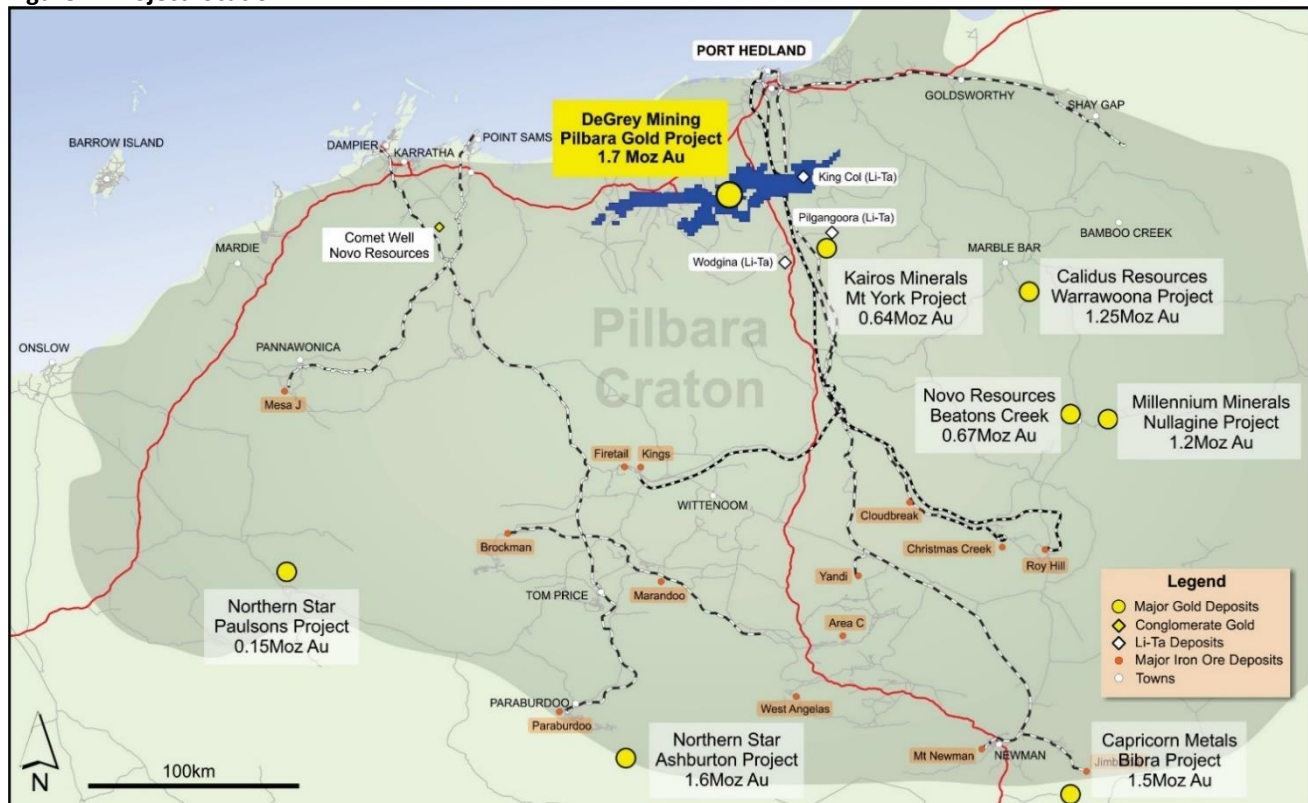 PORT HEDLAND
GOLDSWORTHY
SHAY GAP
DeGrey Mining
Pilbara Gold Project
1.7 Moz Au
BARROW ISLAND
DAMPIER
KARRATHA
POINT SAMS
King Col (Li-Ta)
Pilgangoora (Li-Ta)
Wodgina (Li-Ta)
Comet Well
Novo Resources
MARDIE
BAMBOO CREEK
MARBLE BAR
Kairos Minerals
Mt York Project
0.64Moz Au
Calidus Resources
Warrawoona Project
1.25Moz Au
Pilbara
Craton
ONSLOW
PANNAWONICA
Mesa J
Novo Resources
Beatons Creek
0.67Moz Au
Millennium Minerals
Nullagine Project
1.2Moz Au
Firetail
Kings
WITTENOOM
Cloudbreak
Brockman
Christmas Creek
Roy Hill
Yandi
Marandoo
TOM PRICE
Area C
Northern Star
Paulsons Project
0.15Moz Au
Legend
Major Gold Deposits
Conglomerate Gold
Li-Ta Deposits
Major Iron Ore Deposits
Towns
PARABURDOO
Paraburdoo
West Angelas
Northern Star
Ashburton Project
1.6Moz Au
Mt Newman
NEWMAN
Capricorn Metals
Bibra Project
1.5Moz Au
N
100km